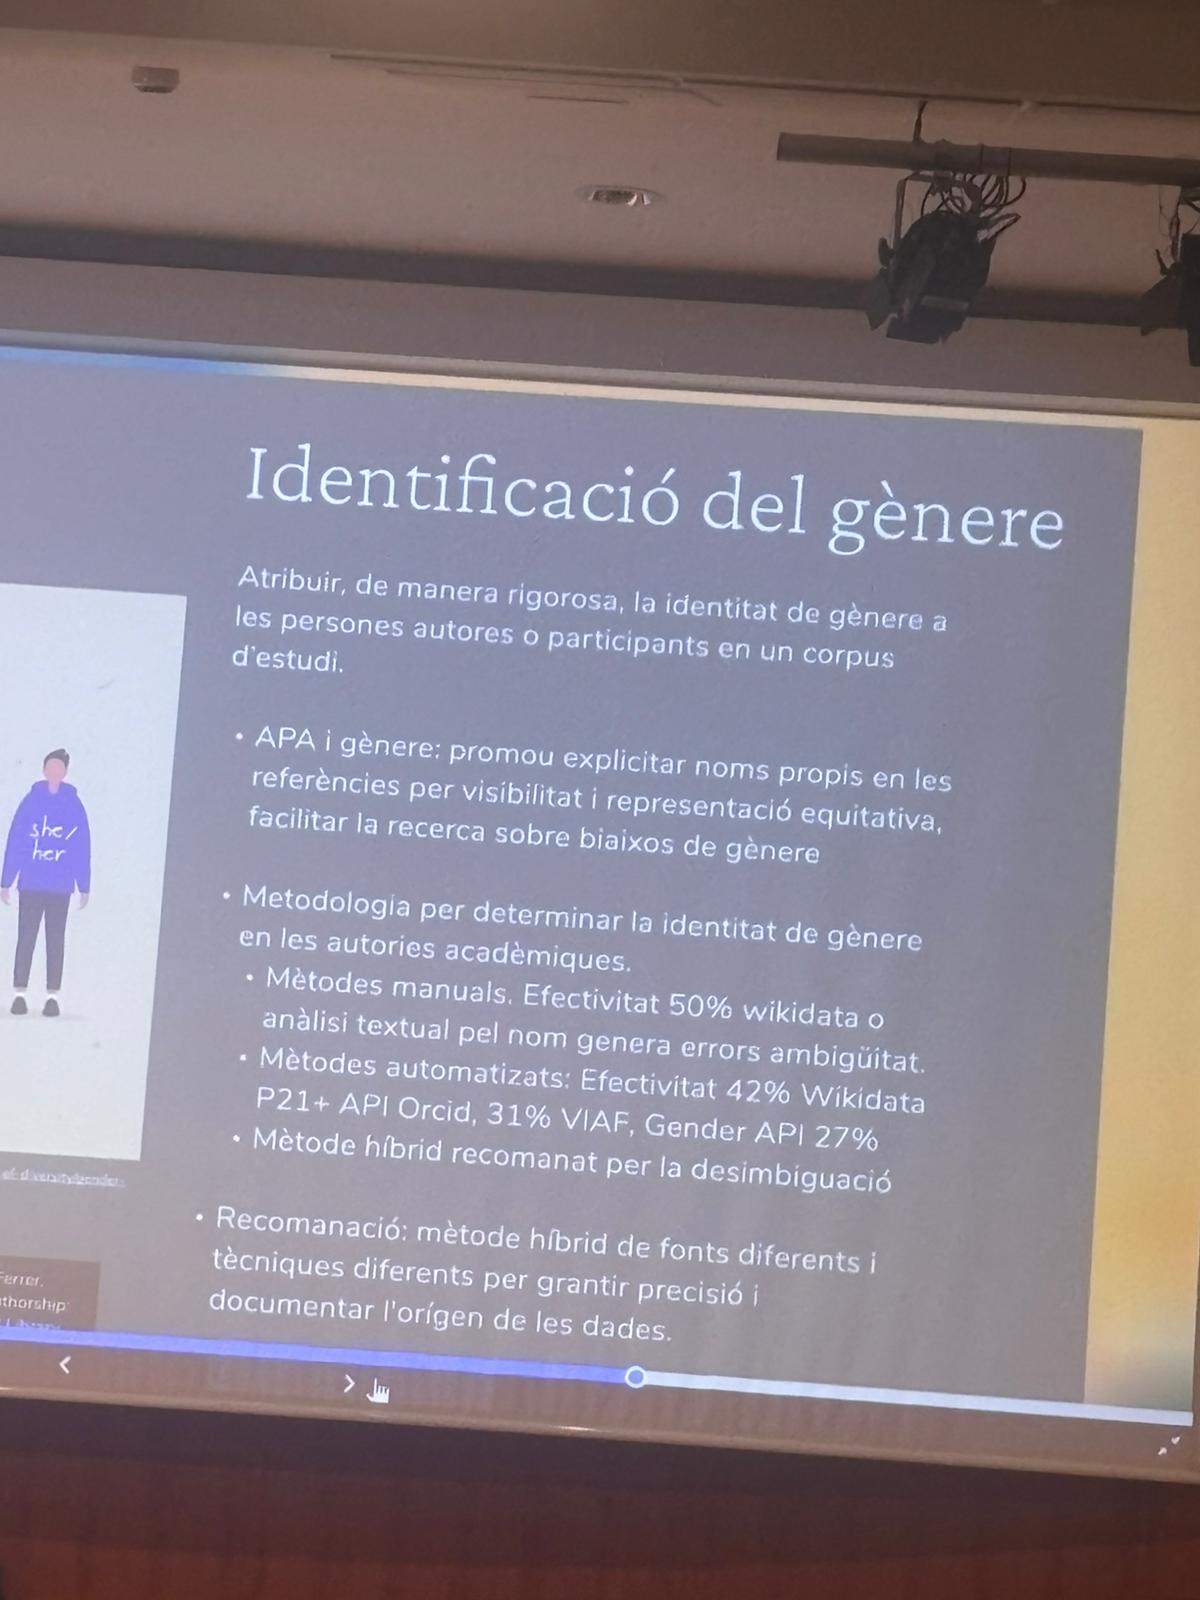 Identificació del gènere
Atribuir, de manera rigorosa, la identitat de gènere a
les persones autores o participants en un corpus
d'estudi.
• APA i gènere: promou explicitar noms propis en les
referències per visibilitat i representació equitativa,
facilitar la recerca sobre biaixos de gènere
• Metodologia per determinar la identitat de gènere
en les autories acadèmiques.
• Mètodes manuals. Efectivitat 50% wikidata o
anàlisi textual pel nom genera errors ambigüitat.
• Mètodes automatizats: Efectivitat 42% Wikidata
P21+ API Orcid, 31% VIAF, Gender API 27%
• Mètode híbrid recomanat per la desimbiguació
• Recomanació: mètode híbrid de fonts diferents i
tècniques diferents per grantir precisió i
documentar l'orígen de les dades.
she/
her
Ferrer,
thorship: